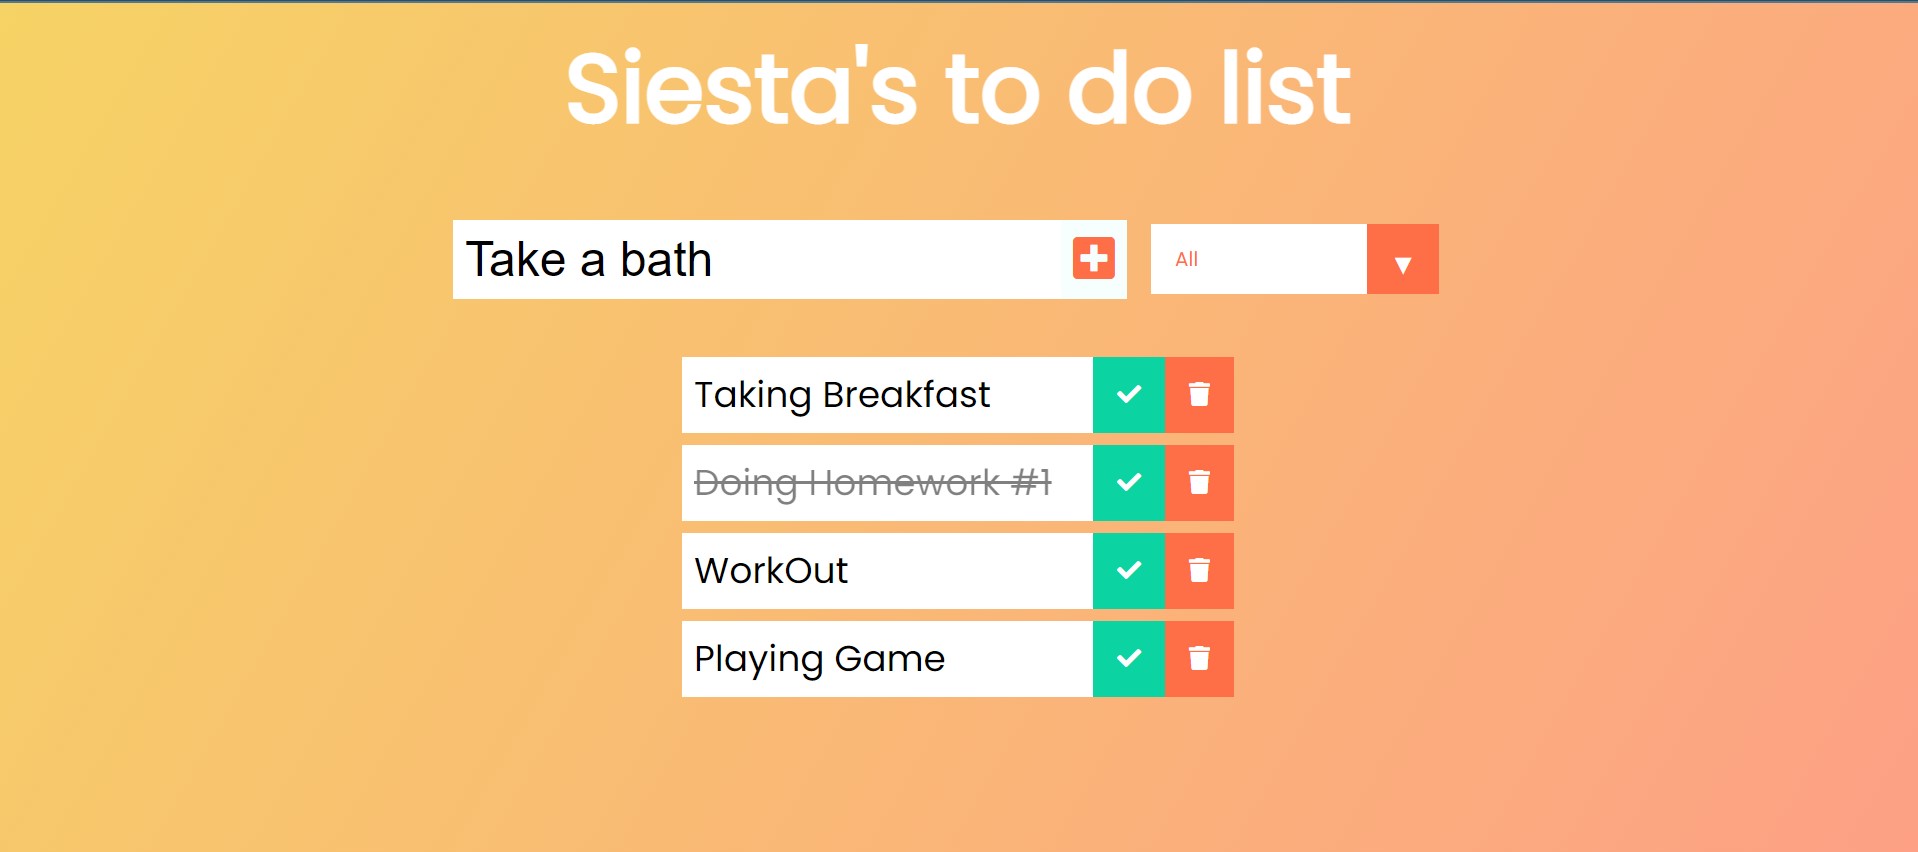 Siesta's to do list
Take a bath
All
Taking Breakfast
Doing Homework #1
WorkOut
Playing Game